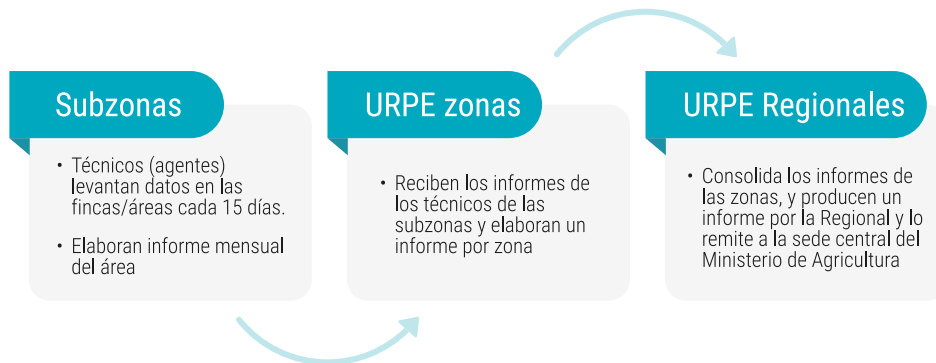 Subzonas
• Técnicos (agentes)
levantan datos en las
fincas/áreas cada 15 días.
• Elaboran informe mensual
del área
URPE zonas
• Reciben los informes de
los técnicos de las
subzonas y elaboran un
informe por zona
URPE Regionales
• Consolida los informes de
las zonas, y producen un
informe por la Regional y lo
remite a la sede central del
Ministerio de Agricultura